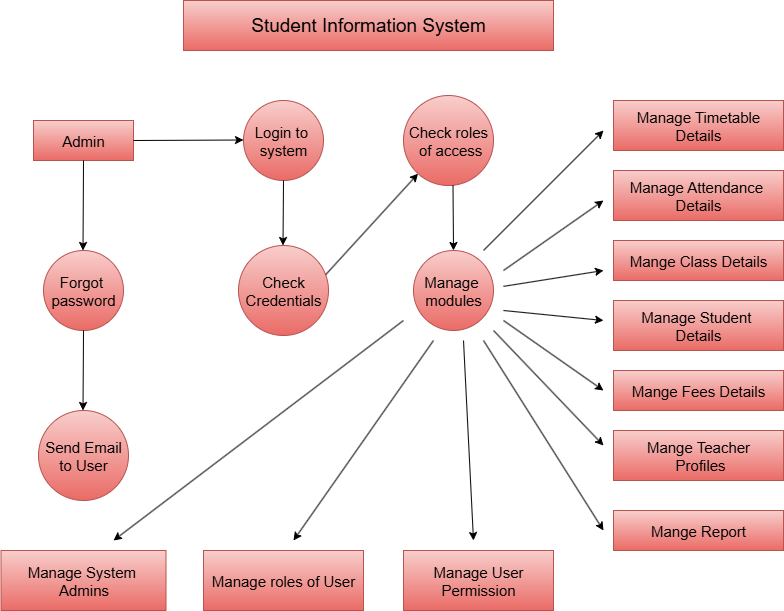 Student Information System
Admin
Login to
system
Check roles
of access
Manage Timetable
Details
Manage Attendance
Details
Forgot
password
Check
Credentials
Manage
modules
Mange Class Details
Manage Student
Details
Mange Fees Details
Send Email
to User
Mange Teacher
Profiles
Mange Report
Manage System
Admins
Manage roles of User
Manage User
Permission